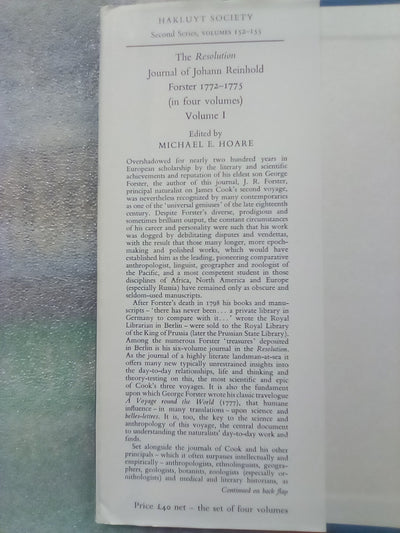 HAKLUYT SOCIETY
Second Series, VOLUMES 152-155
The Resolution
Journal of Johann Reinhold
Forster 1772–1775
(in four volumes)
Volume I
Edited by
MICHAEL E. HOARE
Overshadowed for nearly two hundred years in
European scholarship by the literary and scientific
achievements and reputation of his eldest son George
Forster, the author of this journal, J. R. Forster,
principal naturalist on James Cook's second voyage,
was nevertheless recognized by many contemporaries
as one of the 'universal geniuses' of the late eighteenth
century. Despite Forster's diverse, prodigious and
sometimes brilliant output, the constant circumstances
of his career and personality were such that his work
was dogged by debilitating disputes and vendettas,
with the result that those many longer, more epoch-
making and polished works, which would have
established him as the leading, pioneering comparative
anthropologist, linguist, geographer and zoologist of
the Pacific, and a most competent student in those
disciplines of Africa, North America and Europe
(especially Russia) have remained only as obscure and
seldom-used manuscripts.
After Forster's death in 1798 his books and manu-
scripts – 'there has never been . . . a private library in
Germany to compare with it . . .' wrote the Royal
Librarian in Berlin – were sold to the Royal Library
of the King of Prussia (later the Prussian State Library).
Among the numerous Forster 'treasures' deposited
in Berlin is his six-volume journal in the Resolution.
As the journal of a highly literate landsman-at-sea it
offers many new typically unrestrained insights into
the day-to-day relationships, life and thinking and
theory-testing on this, the most scientific and epic
of Cook's three voyages. It is also the fundament
upon which George Forster wrote his classic travelogue
A Voyage round the World (1777), that humane
influence – in many translations – upon science and
belles-lettres. It is, too, the key to the science and
anthropology of this voyage, the central document
to understanding the naturalists' day-to-day work and
finds.
Set alongside the journals of Cook and his other
principals – which it often surpasses intellectually and
empirically – anthropologists, ethnolinguists, geogra-
phers, geologists, botanists, zoologists (especially or-
nithologists) and medical and literary historians, as
Continued on back flap
Price £40 net – the set of four volumes